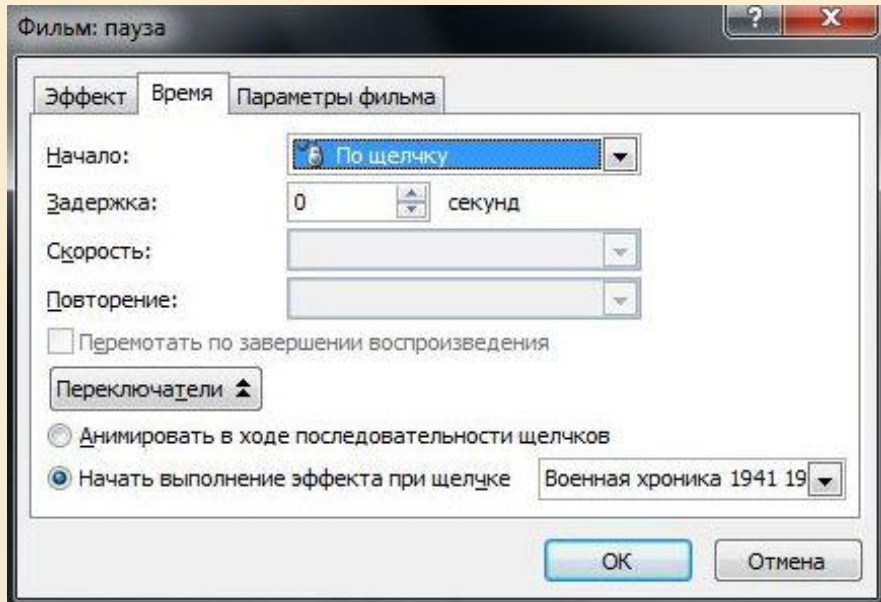 Фильм: пауза
?
X
Эффект Время Параметры фильма
Начало: По щелчку
Задержка: 0 секунд
Скорость:
Повторение:
Перемотать по завершении воспроизведения
Переключатели
Анимировать в ходе последовательности щелчков
Начать выполнение эффекта при щелчке Военная хроника 1941 19
ОК Отмена